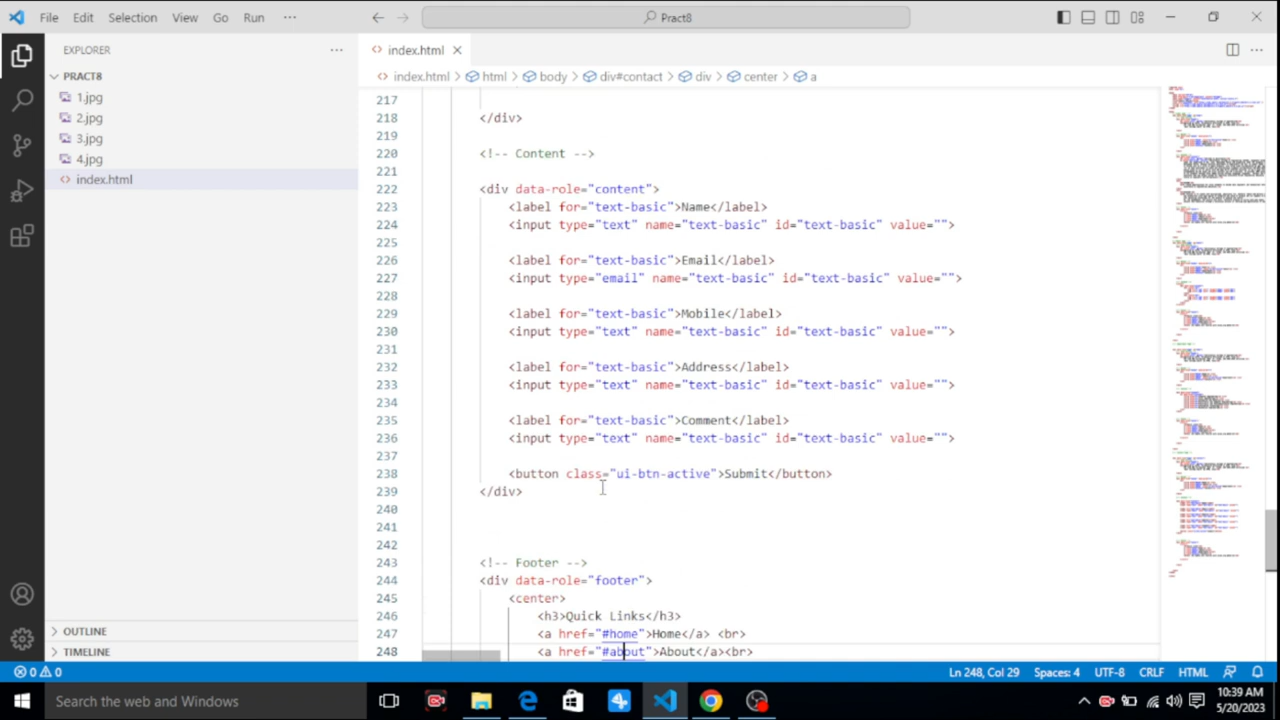 File Edit Selection View Go Run ··· Pract8
EXPLORER ···
index.html
PRACT8
1.jpg
2.jpg
3.jpg
4.jpg
index.html
OUTLINE
TIMELINE
index.html > html > body > div#contact > div > center > a
217
218 </div>
219
220 <!-- Content -->
221
222 <div data-role="content">
223 <label for="text-basic">Name</label>
224 <input type="text" name="text-basic" id="text-basic" value="">
225
226 <label for="text-basic">Email</label>
227 <input type="email" name="text-basic" id="text-basic" value="">
228
229 <label for="text-basic">Mobile</label>
230 <input type="text" name="text-basic" id="text-basic" value="">
231
232 <label for="text-basic">Address</label>
233 <input type="text" name="text-basic" id="text-basic" value="">
234
235 <label for="text-basic">Comment</label>
236 <input type="text" name="text-basic" id="text-basic" value="">
237
238 <button class="ui-btn-active">Submit</button>
239 </div>
240
241
242
243 <!-- Footer -->
244 <div data-role="footer">
245 <center>
246 <h3>Quick Links</h3>
247 <a href="#home">Home</a> <br>
248 <a href="#about">About</a><br>
0 0 Ln 248, Col 29 Spaces: 4 UTF-8 CRLF HTML
Search the web and Windows
10:39 AM
5/20/2023